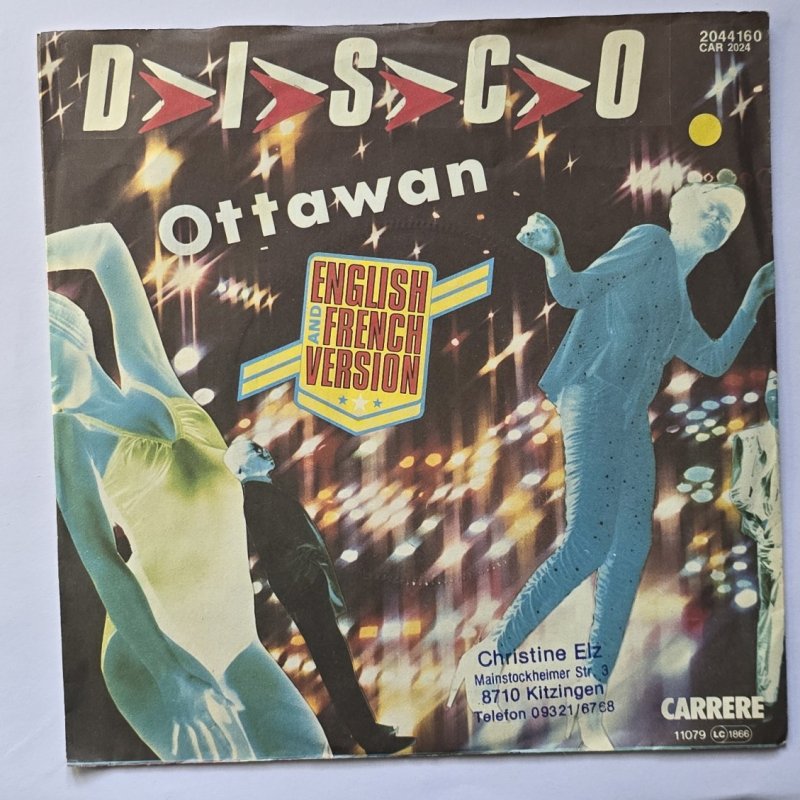 2044160
CAR 2024
D I S C O
Ottawan
ENGLISH
AND
FRENCH
VERSION
Christine Elz
Mainstockheimer Str. 3
8710 Kitzingen
Telefon 09321/6768
CARRERE
11079 LC 1866